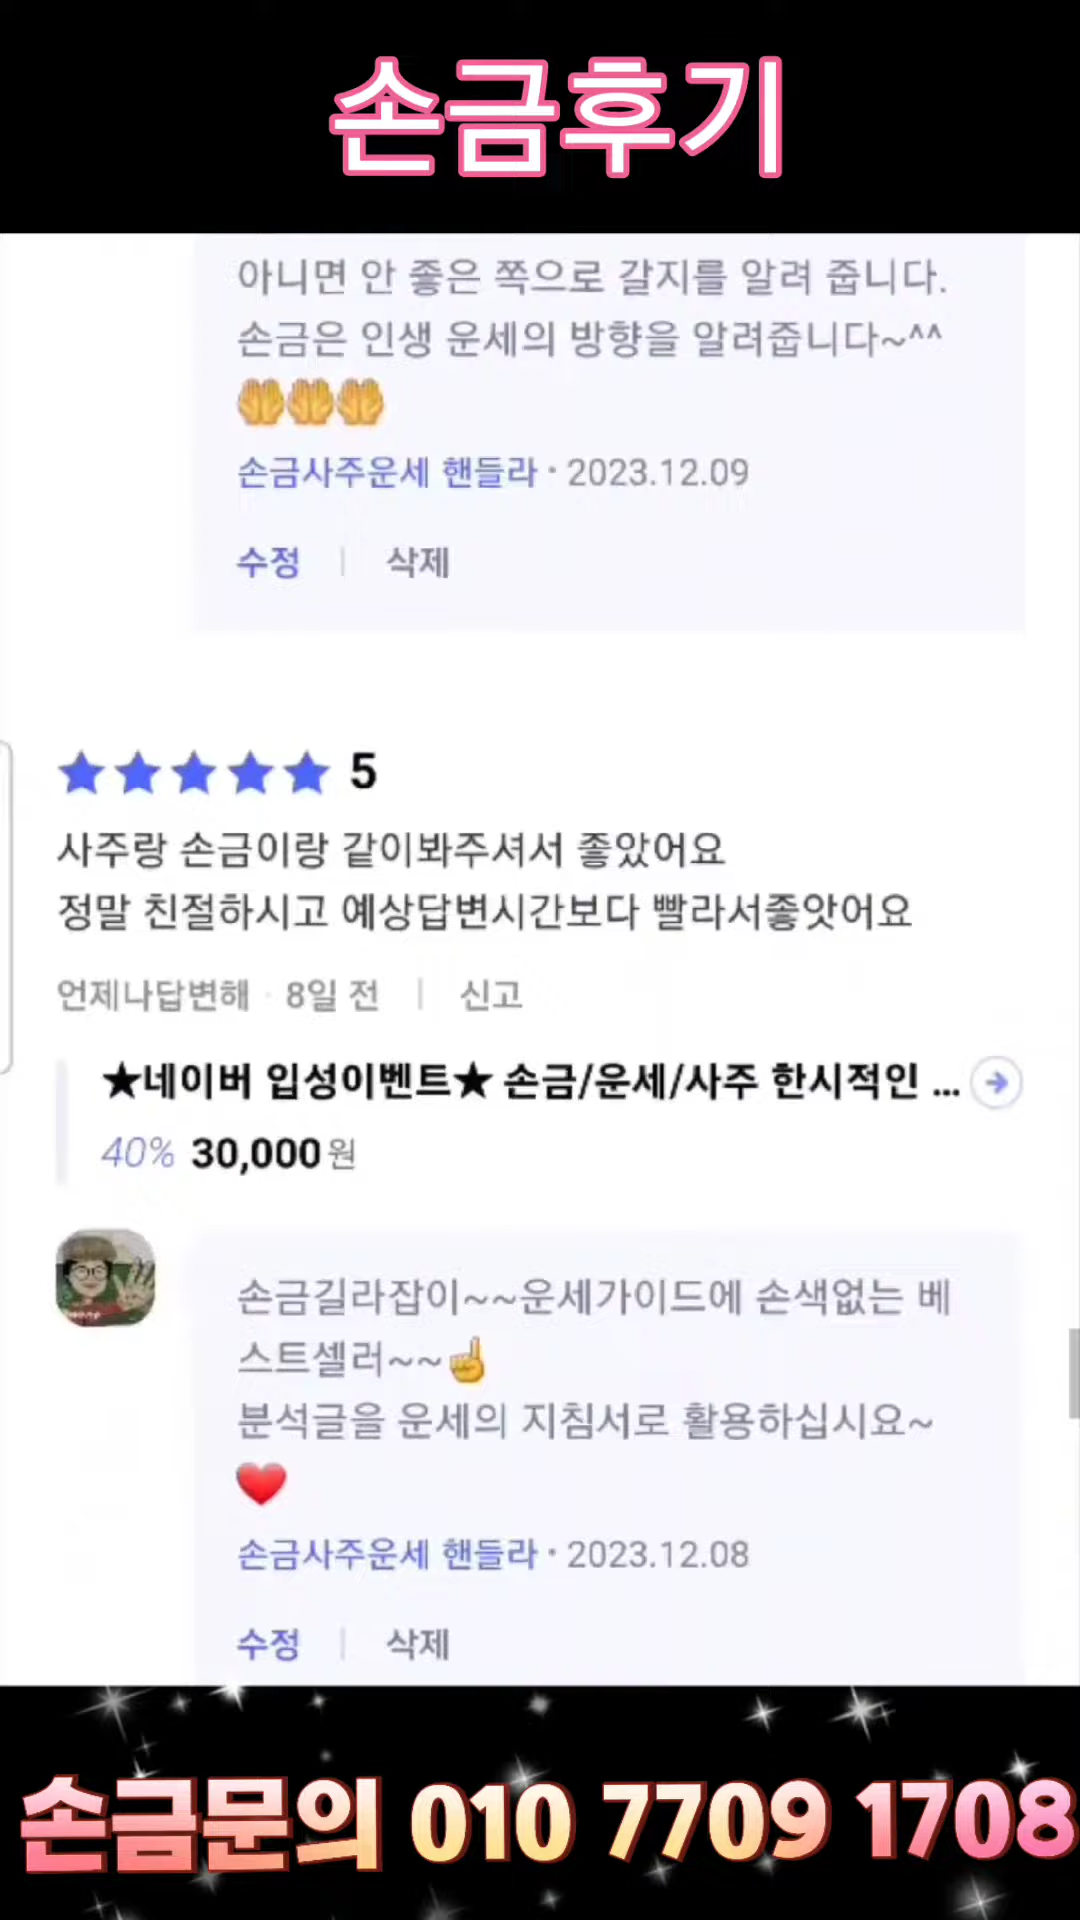 손금후기
아니면 안 좋은 쪽으로 갈지를 알려 줍니다.
손금은 인생 운세의 방향을 알려줍니다~^^
🤲🤲🤲
손금사주운세 핸들라 · 2023.12.09
수정 | 삭제
★★★★★ 5
사주랑 손금이랑 같이봐주셔서 좋았어요
정말 친절하시고 예상답변시간보다 빨라서좋앗어요
언제나답변해 · 8일 전 | 신고
★네이버 입성이벤트★ 손금/운세/사주 한시적인 ...
40% 30,000원
손금길라잡이~~운세가이드에 손색없는 베
스트셀러~~☝
분석글을 운세의 지침서로 활용하십시요~
❤
손금사주운세 핸들라 · 2023.12.08
수정 | 삭제
손금문의 010 7709 1708